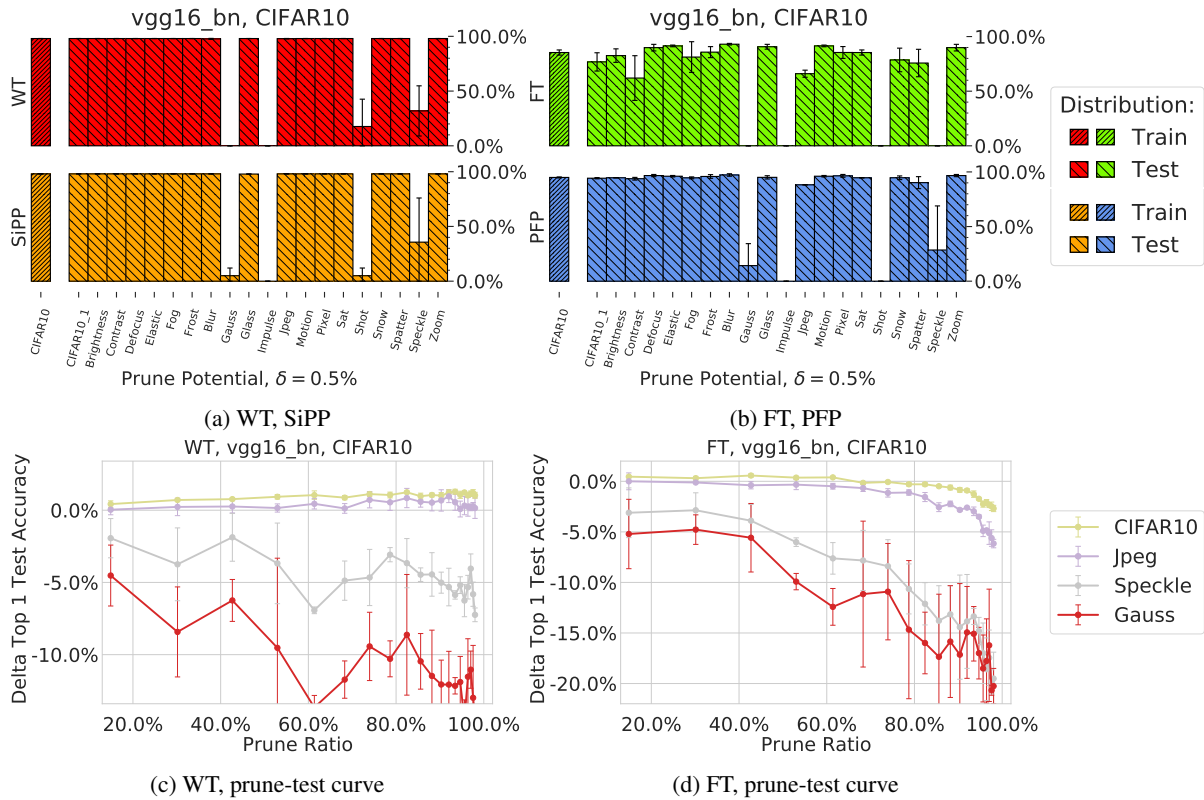 vgg16_bn, CIFAR10
WT
100.0%
50.0%
0.0%
SiPP
100.0%
50.0%
0.0%
CIFAR10
CIFAR10_1
Brightness
Contrast
Defocus
Elastic
Fog
Frost
Blur
Gauss
Glass
Impulse
Jpeg
Motion
Pixel
Sat
Shot
Snow
Spatter
Speckle
Zoom
Prune Potential, δ = 0.5%
(a) WT, SiPP
vgg16_bn, CIFAR10
FT
100.0%
50.0%
0.0%
PFP
100.0%
50.0%
0.0%
CIFAR10
CIFAR10_1
Brightness
Contrast
Defocus
Elastic
Fog
Frost
Blur
Gauss
Glass
Impulse
Jpeg
Motion
Pixel
Sat
Shot
Snow
Spatter
Speckle
Zoom
Prune Potential, δ = 0.5%
(b) FT, PFP
Distribution:
Train
Test
Train
Test
WT, vgg16_bn, CIFAR10
Delta Top 1 Test Accuracy
0.0%
-5.0%
-10.0%
20.0% 40.0% 60.0% 80.0% 100.0%
Prune Ratio
(c) WT, prune-test curve
FT, vgg16_bn, CIFAR10
Delta Top 1 Test Accuracy
0.0%
-5.0%
-10.0%
-15.0%
-20.0%
20.0% 40.0% 60.0% 80.0% 100.0%
Prune Ratio
(d) FT, prune-test curve
CIFAR10
Jpeg
Speckle
Gauss